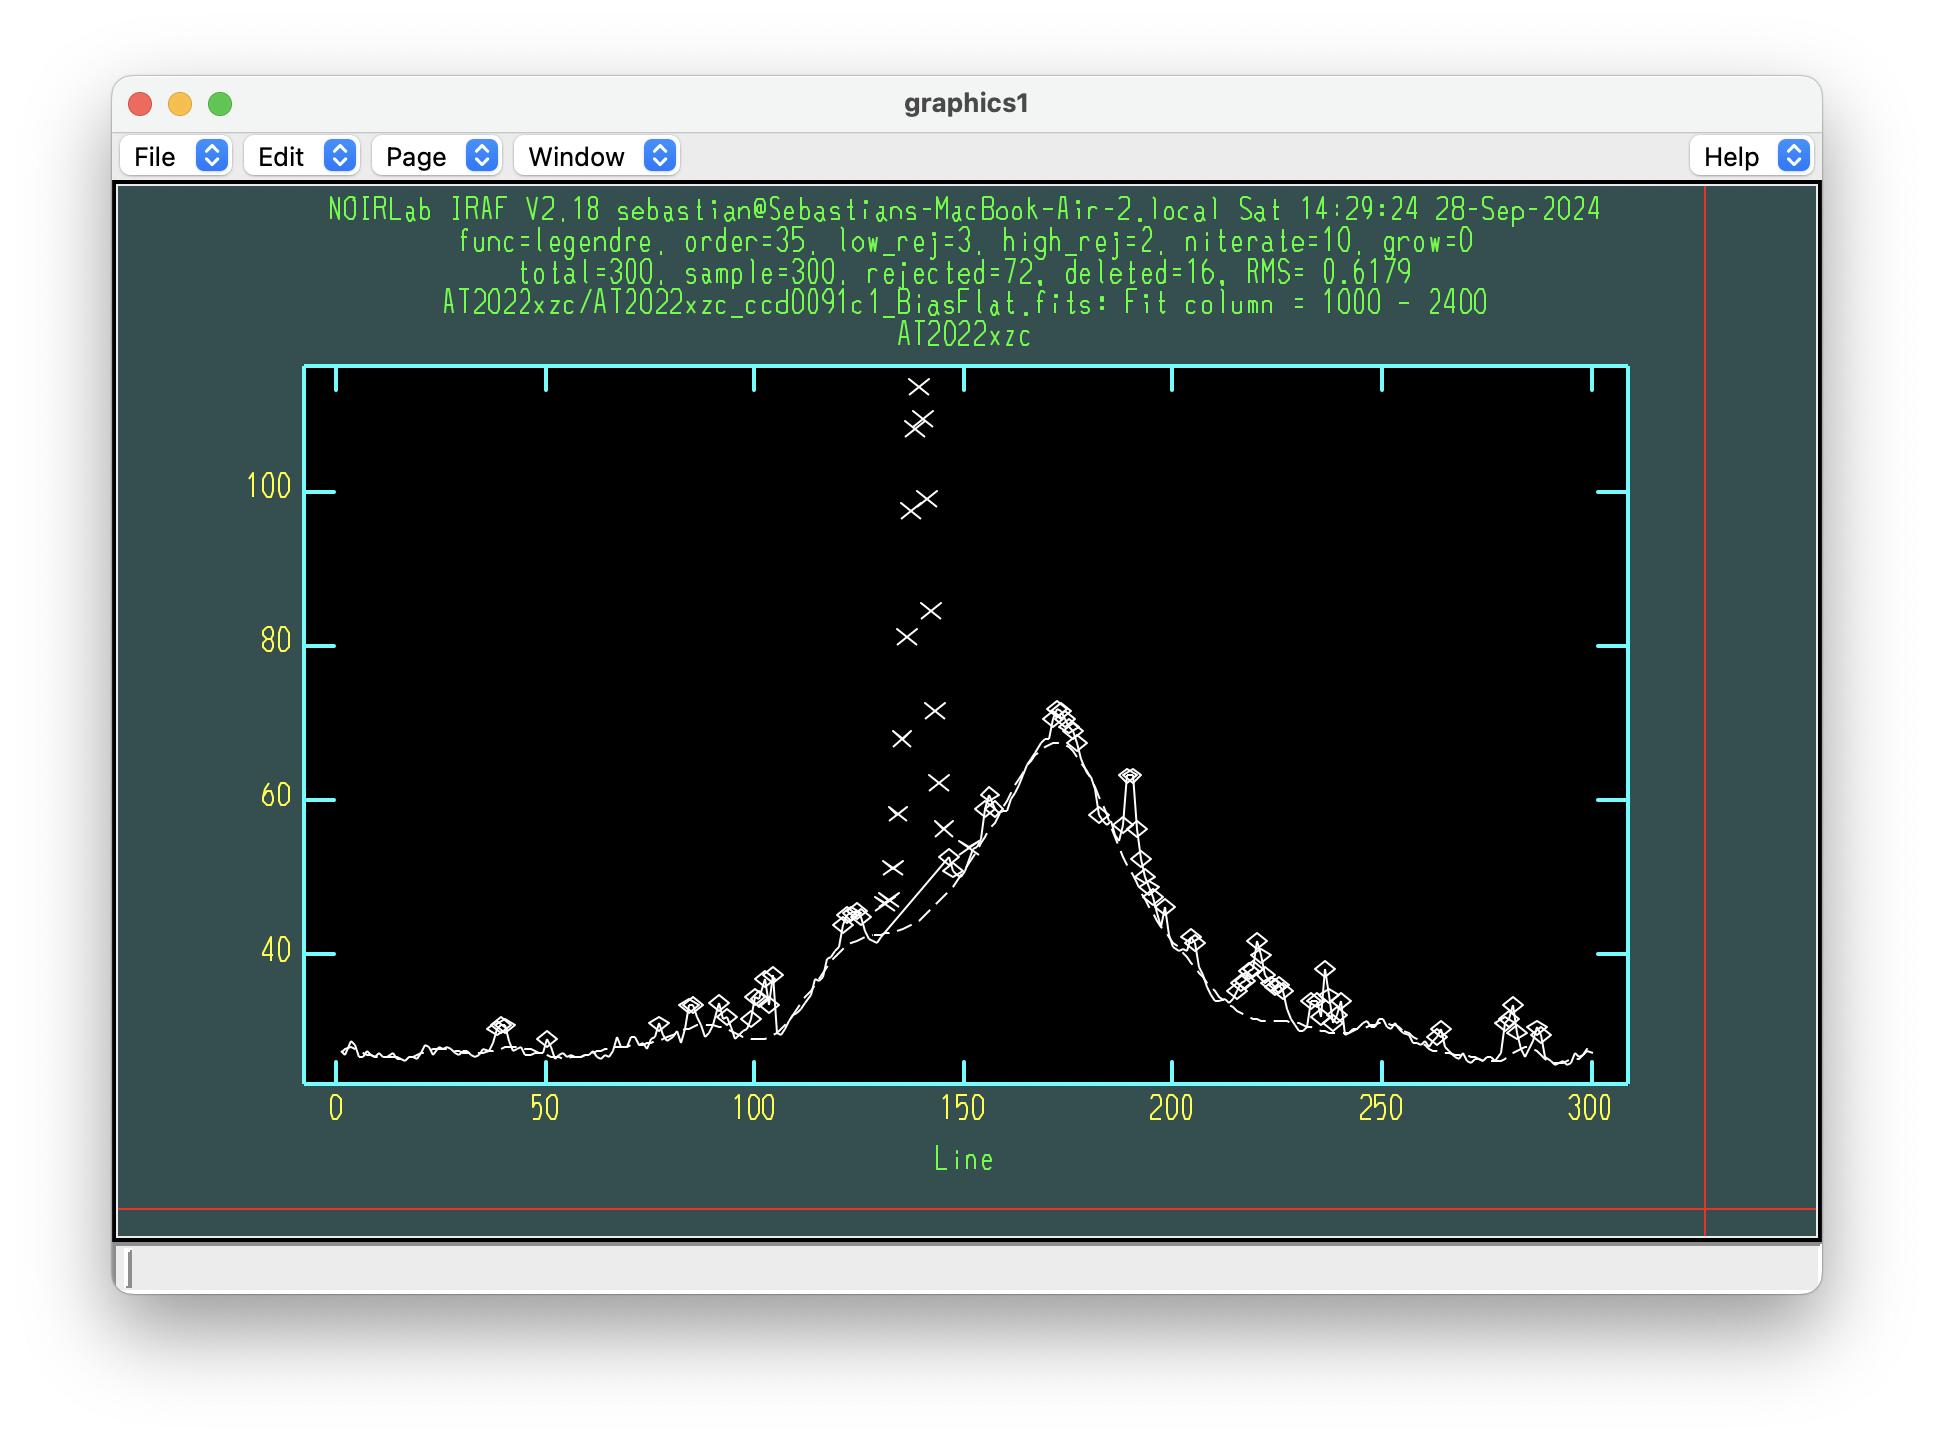 graphics1
File Edit Page Window Help
NOIRLab IRAF V2.18 sebastian@Sebastians-MacBook-Air-2.local Sat 14:29:24 28-Sep-2024
func=legendre, order=35, low_rej=3, high_rej=2, niterate=10, grow=0
total=300, sample=300, rejected=72, deleted=16, RMS= 0.6179
AT2022xzc/AT2022xzc_ccd0091c1_BiasFlat.fits: Fit column = 1000 - 2400
AT2022xzc
100
80
60
40
0 50 100 150 200 250 300
Line